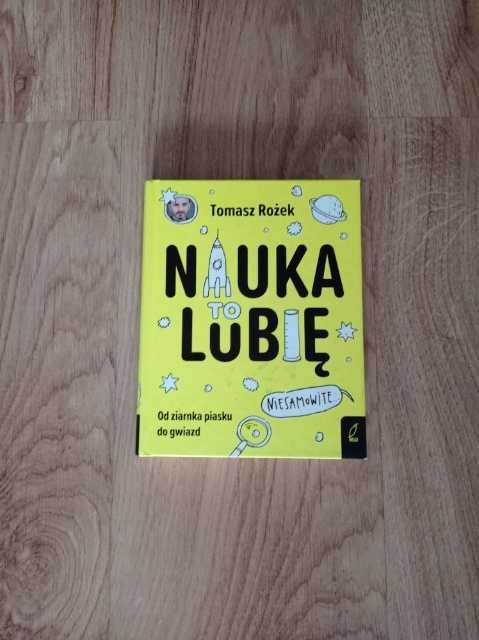 Tomasz Rożek
NAUKA
TO
LUBIĘ
NIESAMOWITE
Od ziarnka piasku
do gwiazd